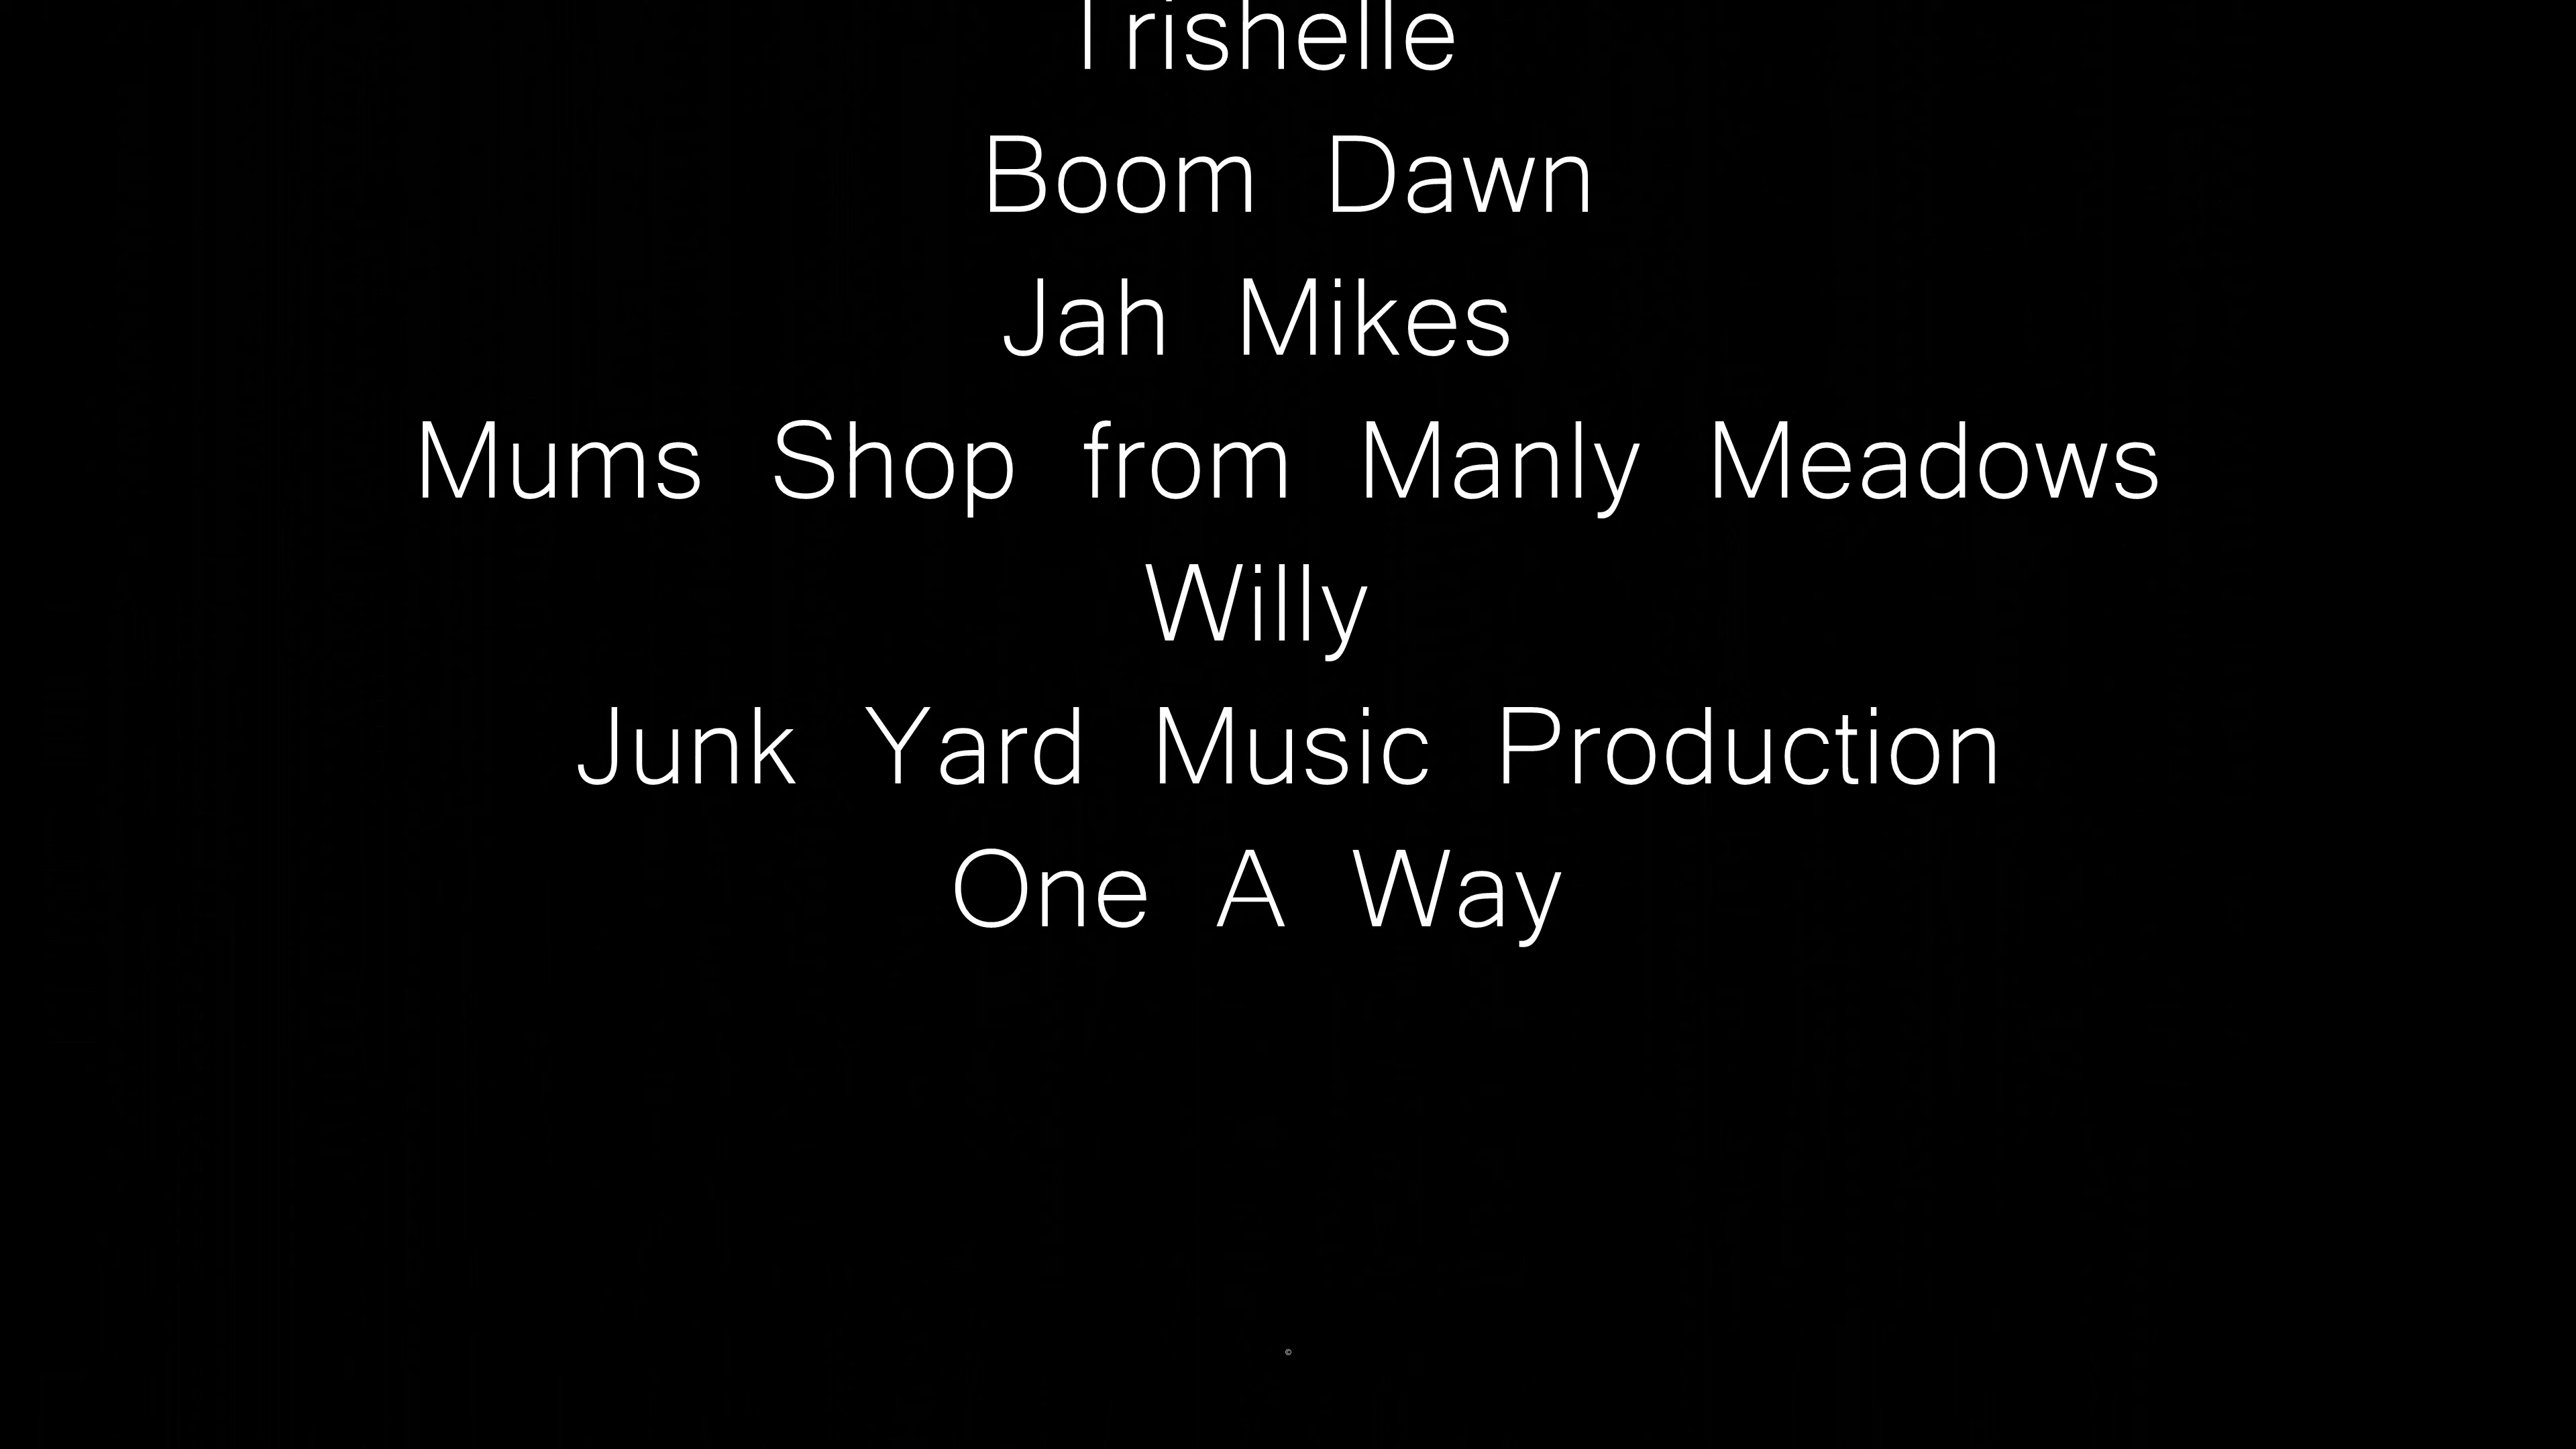 Trishelle
Boom Dawn
Jah Mikes
Mums Shop from Manly Meadows
Willy
Junk Yard Music Production
One A Way
©